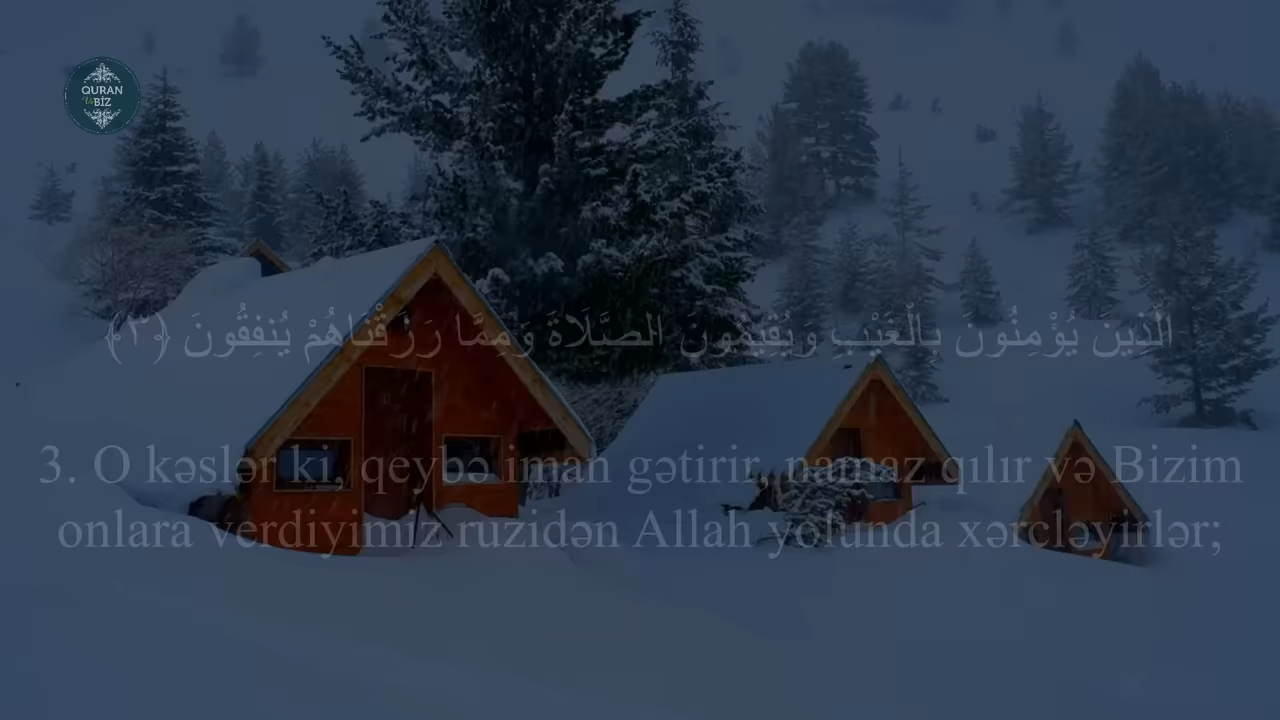 QURAN
Və
BİZ
الَّذِينَ يُؤْمِنُونَ بِالْغَيْبِ وَيُقِيمُونَ الصَّلَاةَ وَمِمَّا رَزَقْنَاهُمْ يُنفِقُونَ ﴿٣﴾
3. O kəslər ki, qeybə iman gətirir, namaz qılır və Bizim
onlara verdiyimiz ruzidən Allah yolunda xərcləyirlər;